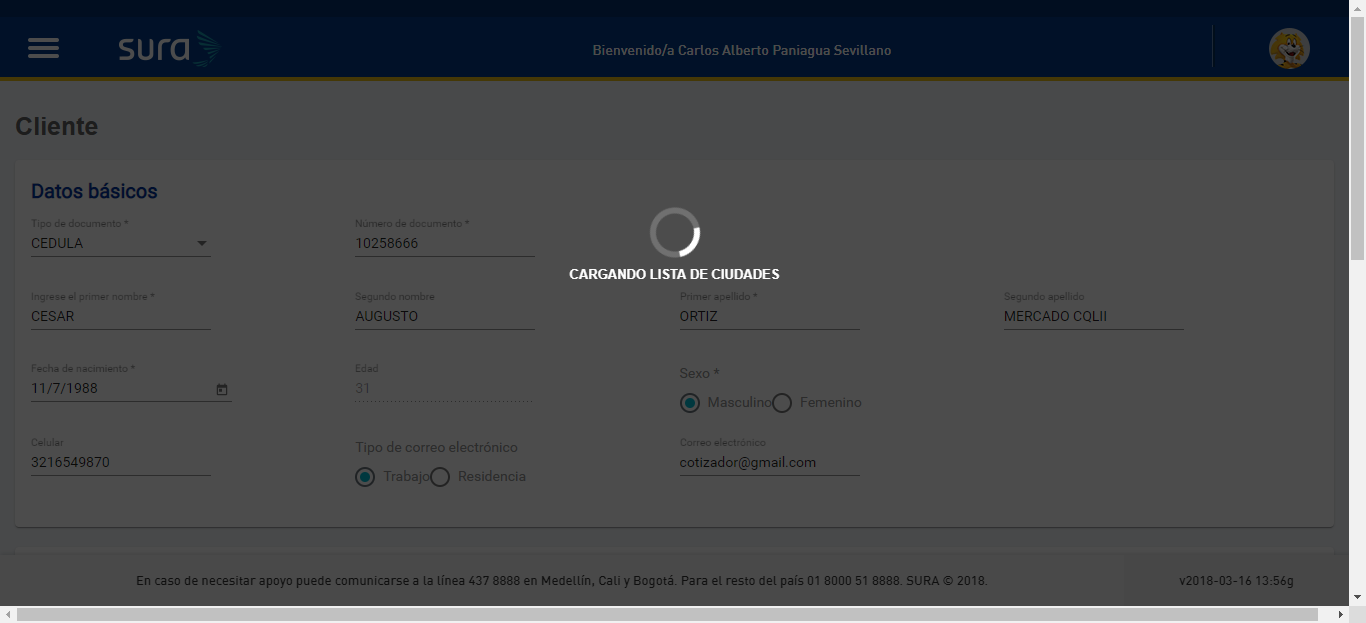 sura
Bienvenido/a Carlos Alberto Paniagua Sevillano
Cliente
Datos básicos
Tipo de documento *
Número de documento *
CEDULA
10258666
CARGANDO LISTA DE CIUDADES
Ingrese el primer nombre *
Segundo nombre
Primer apellido *
Segundo apellido
CESAR
AUGUSTO
ORTIZ
MERCADO CQLII
Fecha de nacimiento *
Edad
Sexo *
11/7/1988
31
Masculino
Femenino
Celular
Tipo de correo electrónico
Correo electrónico
3216549870
cotizador@gmail.com
Trabajo
Residencia
En caso de necesitar apoyo puede comunicarse a la línea 437 8888 en Medellín, Cali y Bogotá. Para el resto del país 01 8000 51 8888. SURA © 2018.
v2018-03-16 13:56g